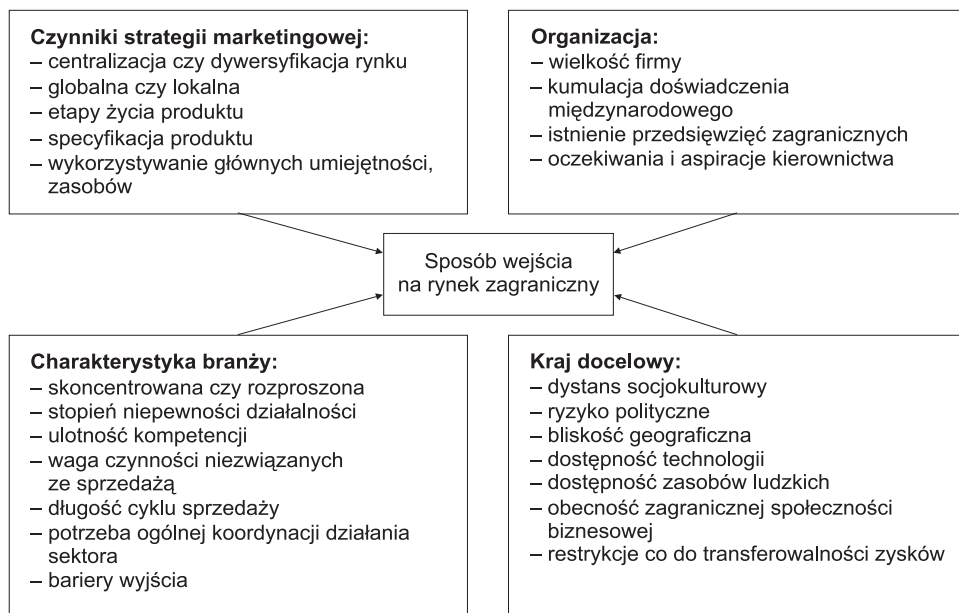 Czynniki strategii marketingowej:
– centralizacja czy dywersyfikacja rynku
– globalna czy lokalna
– etapy życia produktu
– specyfikacja produktu
– wykorzystywanie głównych umiejętności,
zasobów
Organizacja:
– wielkość firmy
– kumulacja doświadczenia
międzynarodowego
– istnienie przedsięwzięć zagranicznych
– oczekiwania i aspiracje kierownictwa
Sposób wejścia
na rynek zagraniczny
Charakterystyka branży:
– skoncentrowana czy rozproszona
– stopień niepewności działalności
– ulotność kompetencji
– waga czynności niezwiązanych
ze sprzedażą
– długość cyklu sprzedaży
– potrzeba ogólnej koordynacji działania
sektora
– bariery wyjścia
Kraj docelowy:
– dystans socjokulturowy
– ryzyko polityczne
– bliskość geograficzna
– dostępność technologii
– dostępność zasobów ludzkich
– obecność zagranicznej społeczności
biznesowej
– restrykcje co do transferowalności zysków